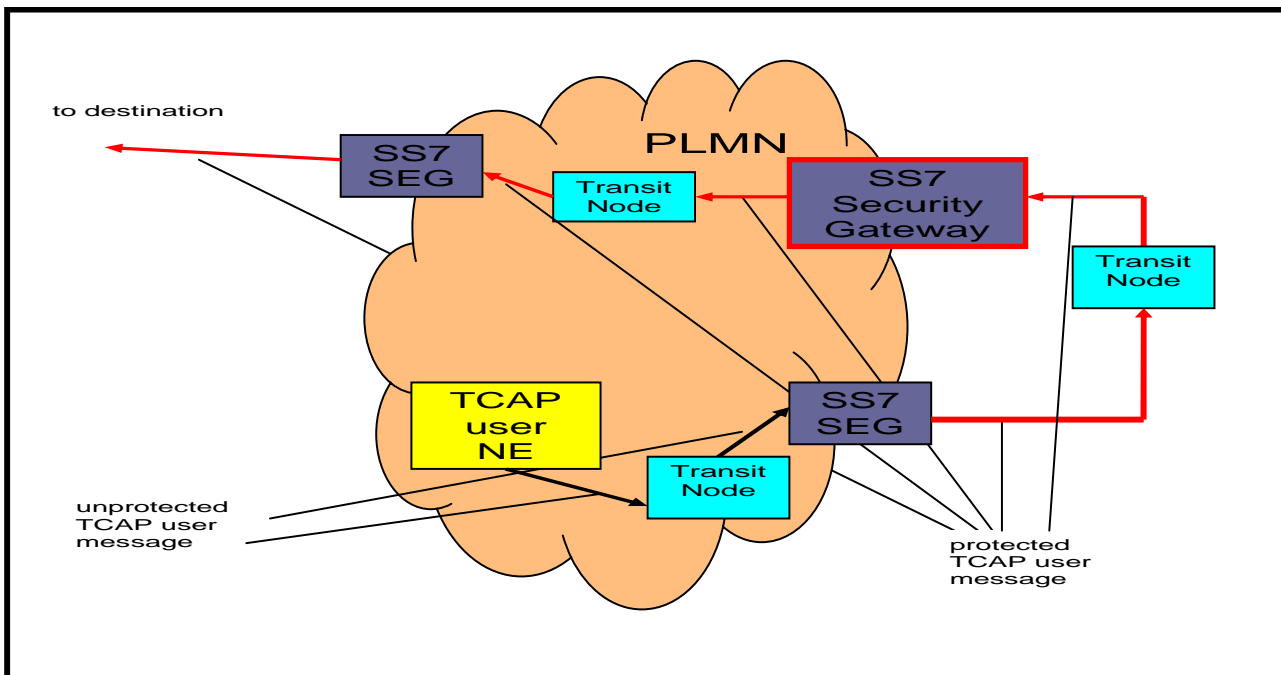 to destination
PLMN
SS7
SEG
Transit
Node
SS7
Security
Gateway
Transit
Node
TCAP
user
NE
SS7
SEG
Transit
Node
unprotected
TCAP user
message
protected
TCAP user
message